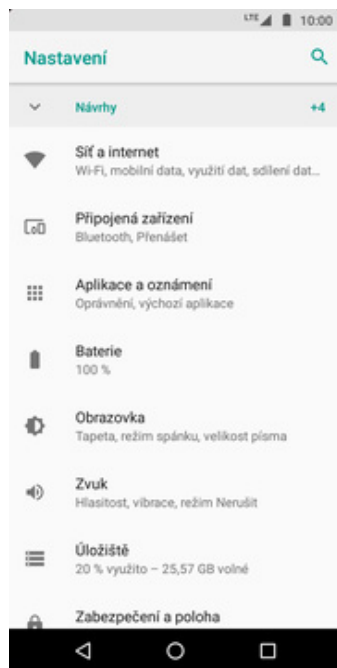 LTE 10:00
Nastavení
Návrhy +4
Síť a internet
Wi-Fi, mobilní data, využití dat, sdílení dat…
Připojená zařízení
Bluetooth, Přenášet
Aplikace a oznámení
Oprávnění, výchozí aplikace
Baterie
100 %
Obrazovka
Tapeta, režim spánku, velikost písma
Zvuk
Hlasitost, vibrace, režim Nerušit
Úložiště
20 % využito – 25,57 GB volné
Zabezpečení a poloha